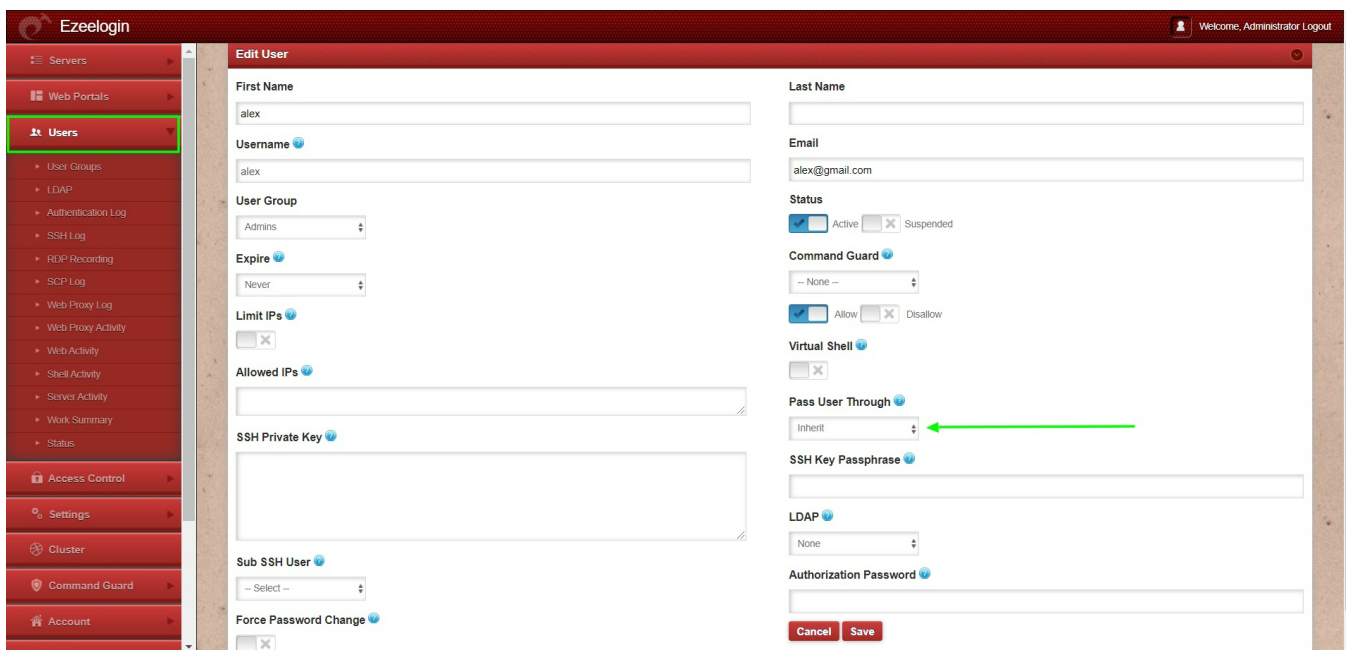 Ezeelogin
Welcome, Administrator Logout
Servers
Web Portals
Users
User Groups
LDAP
Authentication Log
SSH Log
RDP Recording
SCP Log
Web Proxy Log
Web Proxy Activity
Web Activity
Shell Activity
Server Activity
Work Summary
Status
Access Control
Settings
Cluster
Command Guard
Account
Edit User
First Name
alex
Username
alex
User Group
Admins
Expire
Never
Limit IPs
Allowed IPs
SSH Private Key
Sub SSH User
-- Select --
Force Password Change
Last Name
Email
alex@gmail.com
Status
Active Suspended
Command Guard
-- None --
Allow Disallow
Virtual Shell
Pass User Through
Inherit
SSH Key Passphrase
LDAP
None
Authorization Password
Cancel Save